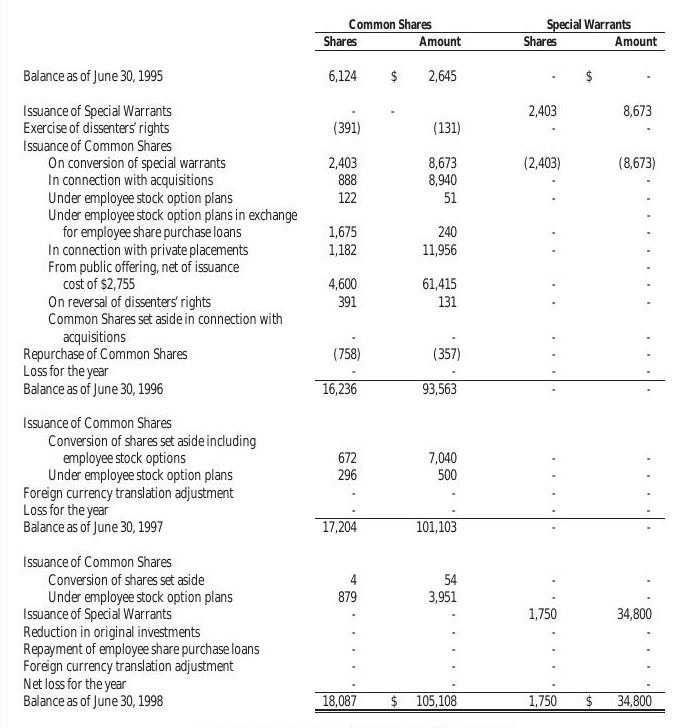 Common Shares Special Warrants
Shares Amount Shares Amount
Balance as of June 30, 1995 6,124 $ 2,645 - $ -
Issuance of Special Warrants - - 2,403 8,673
Exercise of dissenters' rights (391) (131) - -
Issuance of Common Shares
On conversion of special warrants 2,403 8,673 (2,403) (8,673)
In connection with acquisitions 888 8,940 - -
Under employee stock option plans 122 51 - -
Under employee stock option plans in exchange -
for employee share purchase loans 1,675 240 - -
In connection with private placements 1,182 11,956 - -
From public offering, net of issuance -
cost of $2,755 4,600 61,415 - -
On reversal of dissenters' rights 391 131 - -
Common Shares set aside in connection with
acquisitions - - - -
Repurchase of Common Shares (758) (357) - -
Loss for the year - - - -
Balance as of June 30, 1996 16,236 93,563 - -
Issuance of Common Shares
Conversion of shares set aside including
employee stock options 672 7,040 - -
Under employee stock option plans 296 500 - -
Foreign currency translation adjustment - - - -
Loss for the year - - - -
Balance as of June 30, 1997 17,204 101,103 - -
Issuance of Common Shares
Conversion of shares set aside 4 54 - -
Under employee stock option plans 879 3,951 - -
Issuance of Special Warrants - - 1,750 34,800
Reduction in original investments - - - -
Repayment of employee share purchase loans - - - -
Foreign currency translation adjustment - - - -
Net loss for the year - - - -
Balance as of June 30, 1998 18,087 $ 105,108 1,750 $ 34,800